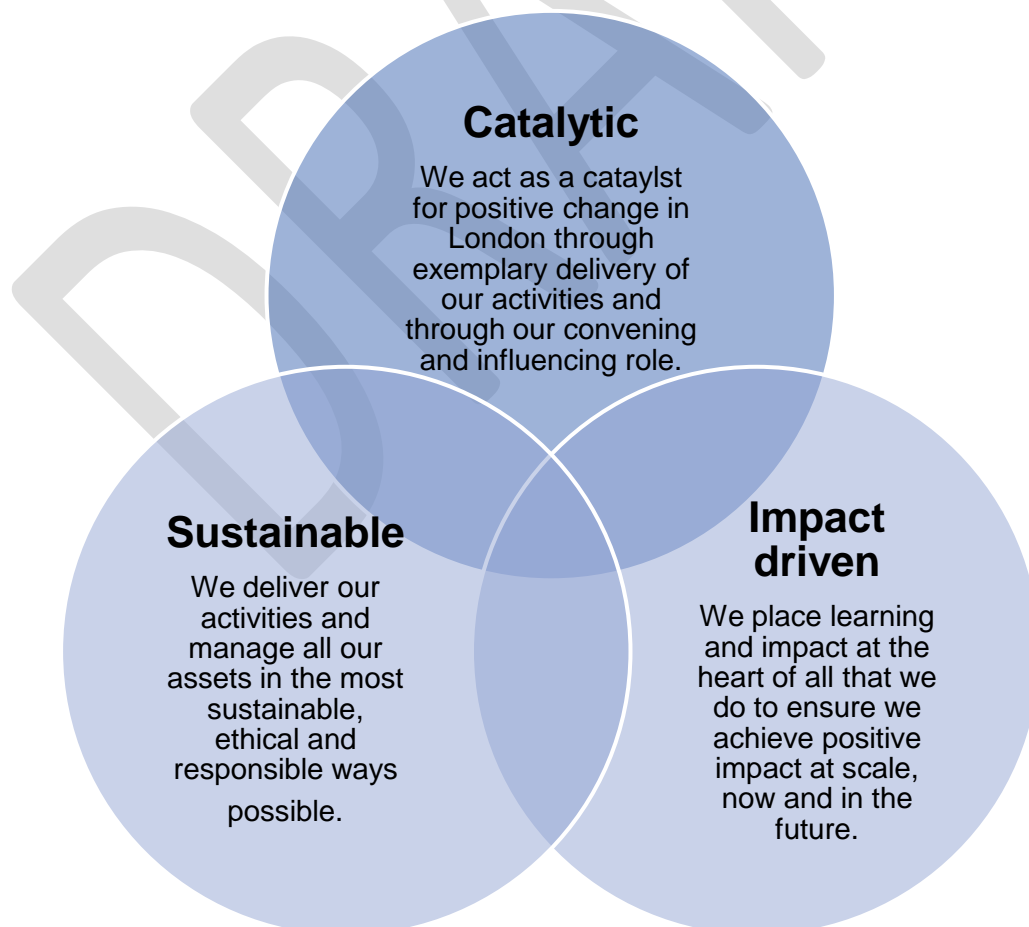 Catalytic
We act as a cataylst
for positive change in
London through
exemplary delivery of
our activities and
through our convening
and influencing role.
Sustainable
We deliver our
activities and
manage all our
assets in the most
sustainable,
ethical and
responsible ways
possible.
Impact
driven
We place learning
and impact at the
heart of all that we
do to ensure we
achieve positive
impact at scale,
now and in the
future.